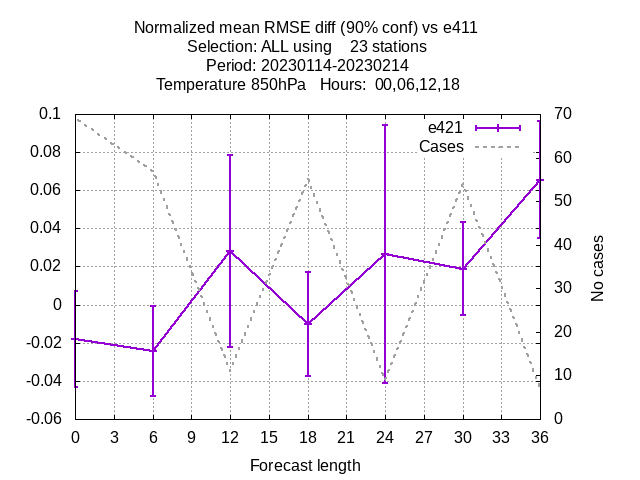 Normalized mean RMSE diff (90% conf) vs e411
Selection: ALL using    23 stations
Period: 20230114-20230214
Temperature 850hPa   Hours:  00,06,12,18
0.1
0.08
0.06
0.04
0.02
0
-0.02
-0.04
-0.06
70
60
50
40
30
20
10
0
e421
Cases
No cases
0 3 6 9 12 15 18 21 24 27 30 33 36
Forecast length